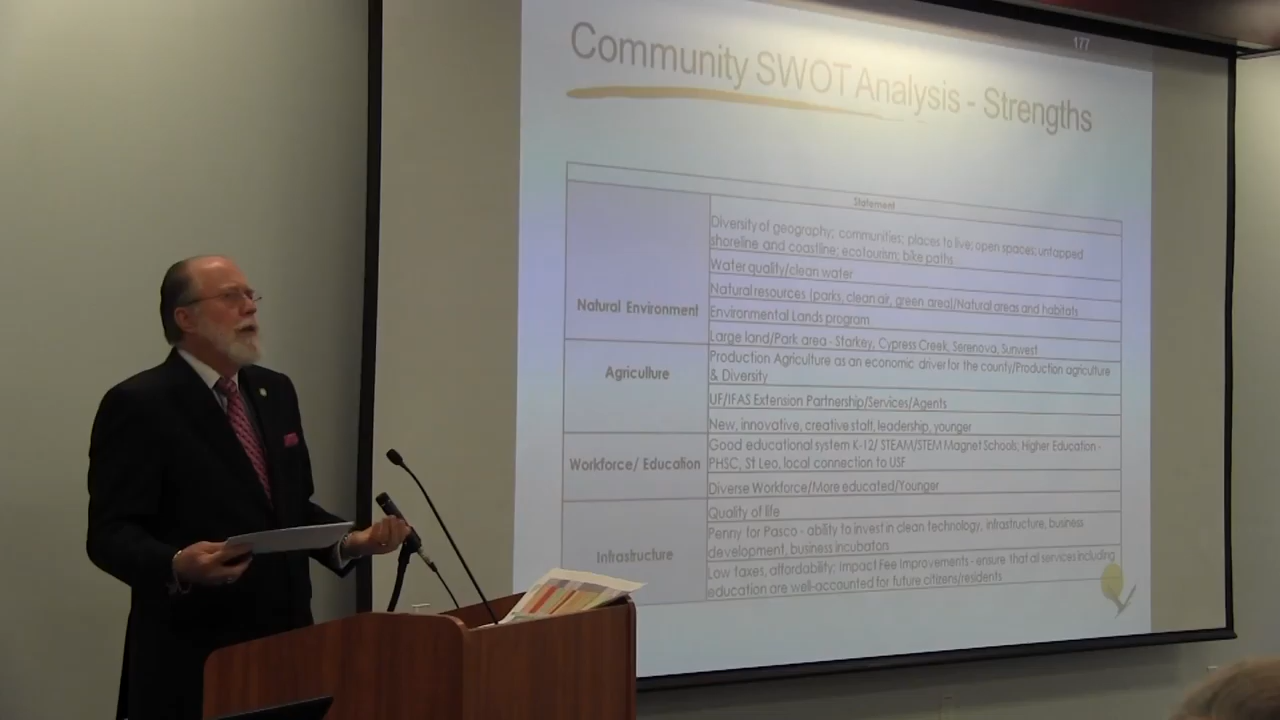 177
Community SWOT Analysis - Strengths
Statement
Natural Environment
Diversity of geography; communities; places to live; open spaces; untapped
shoreline and coastline; ecotourism; bike paths
Water quality/clean water
Natural resources (parks, clean air, green area)/Natural areas and habitats
Environmental Lands program
Large land/Park area - Starkey, Cypress Creek, Serenova, Sunwest
Agriculture
Production Agriculture as an economic driver for the county/Production agriculture
& Diversity
UF/IFAS Extension Partnership/Services/Agents
New, innovative, creative staff, leadership, younger
Workforce/ Education
Good educational system K-12/ STEAM/STEM Magnet Schools; Higher Education -
PHSC, St Leo, local connection to USF
Diverse Workforce/More educated/Younger
Infrastructure
Quality of life
Penny for Pasco - ability to invest in clean technology, infrastructure, business
development, business incubators
Low taxes, affordability; Impact Fee Improvements - ensure that all services including
education are well-accounted for future citizens/residents